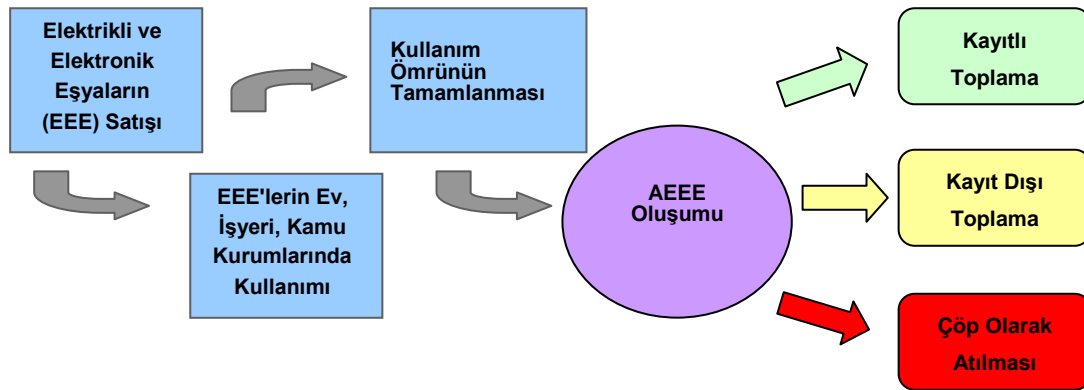 Elektrikli ve
Elektronik
Eşyaların
(EEE) Satışı
EEE'lerin Ev,
İşyeri, Kamu
Kurumlarında
Kullanımı
Kullanım
Ömrünün
Tamamlanması
AEEE
Oluşumu
Kayıtlı
Toplama
Kayıt Dışı
Toplama
Çöp Olarak
Atılması